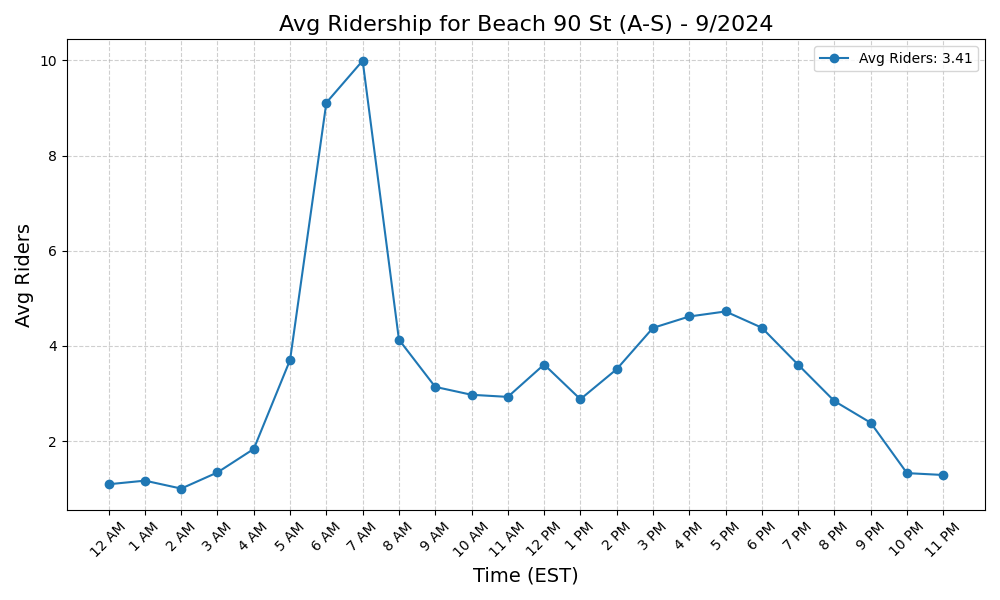 Avg Ridership for Beach 90 St (A-S) - 9/2024
Avg Riders: 3.41
Avg Riders
10
8
6
4
2
12 AM
1 AM
2 AM
3 AM
4 AM
5 AM
6 AM
7 AM
8 AM
9 AM
10 AM
11 AM
12 PM
1 PM
2 PM
3 PM
4 PM
5 PM
6 PM
7 PM
8 PM
9 PM
10 PM
11 PM
Time (EST)